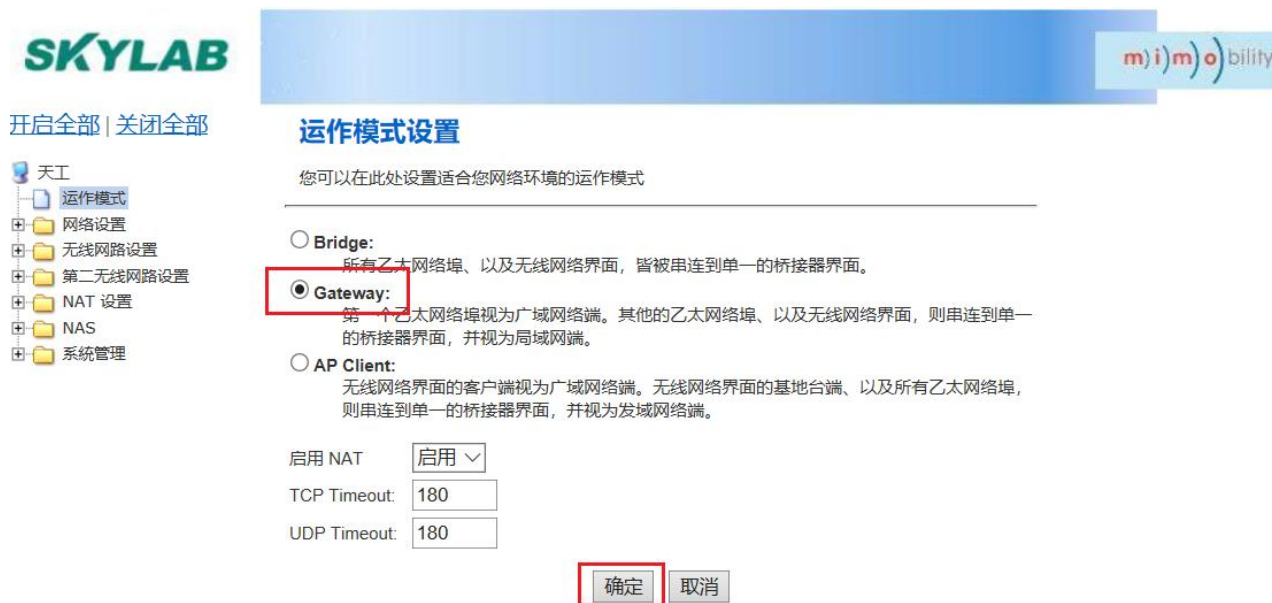 SKYLAB
m)i)m)o)bility
开启全部 | 关闭全部
天工
运作模式
网络设置
无线网路设置
第二无线网路设置
NAT 设置
NAS
系统管理
运作模式设置
您可以在此处设置适合您网络环境的运作模式
Bridge:
所有乙太网络埠、以及无线网络界面，皆被串连到单一的桥接器界面。
Gateway:
第一个乙太网络埠视为广域网络端。其他的乙太网络埠、以及无线网络界面，则串连到单一
的桥接器界面，并视为局域网端。
AP Client:
无线网络界面的客户端视为广域网络端。无线网络界面的基地台端、以及所有乙太网络埠，
则串连到单一的桥接器界面，并视为发域网络端。
启用 NAT 启用
TCP Timeout: 180
UDP Timeout: 180
确定 取消